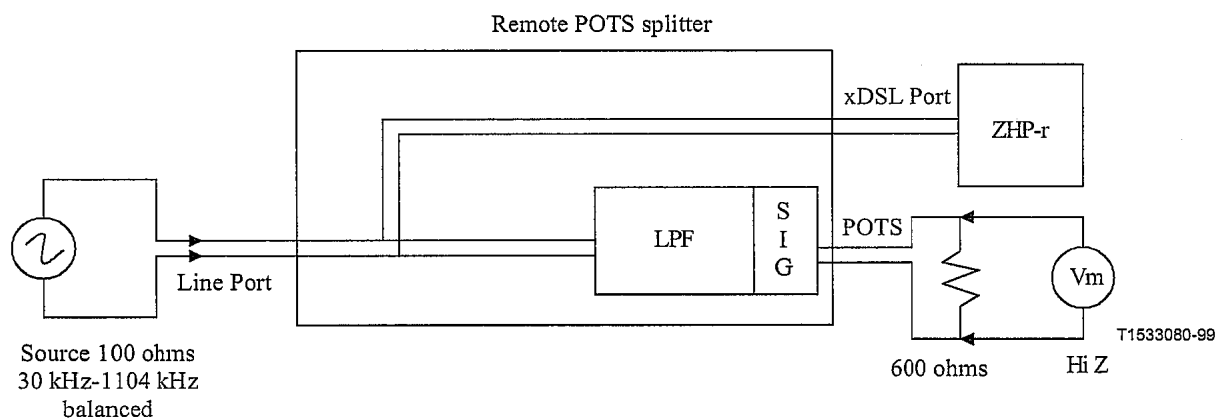 Remote POTS splitter
xDSL Port
ZHP-r
LPF
S
I
G
POTS
Line Port
Vm
T1533080-99
Source 100 ohms
30 kHz-1104 kHz
balanced
600 ohms
Hi Z